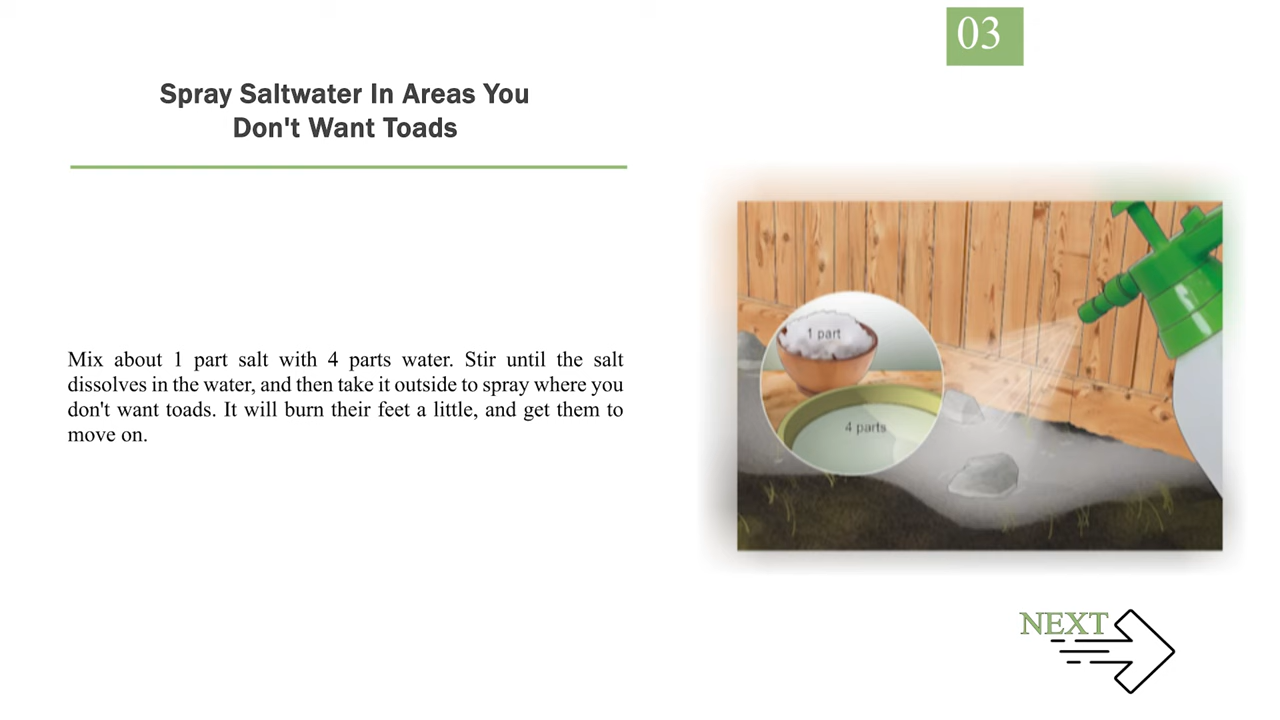 03
Spray Saltwater In Areas You
Don't Want Toads
Mix about 1 part salt with 4 parts water. Stir until the salt
dissolves in the water, and then take it outside to spray where you
don't want toads. It will burn their feet a little, and get them to
move on.
1 part
4 parts
NEXT